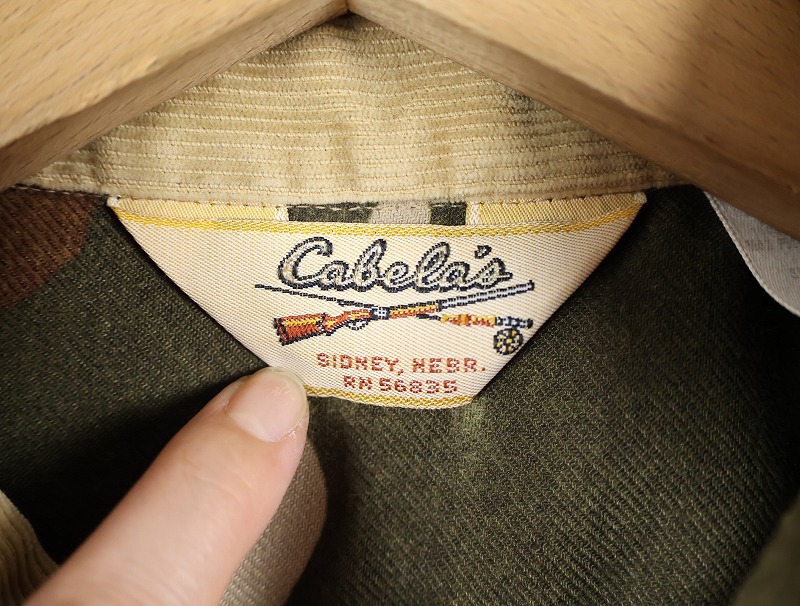 Cabela's
SIDNEY, NEBR.
RN 56835